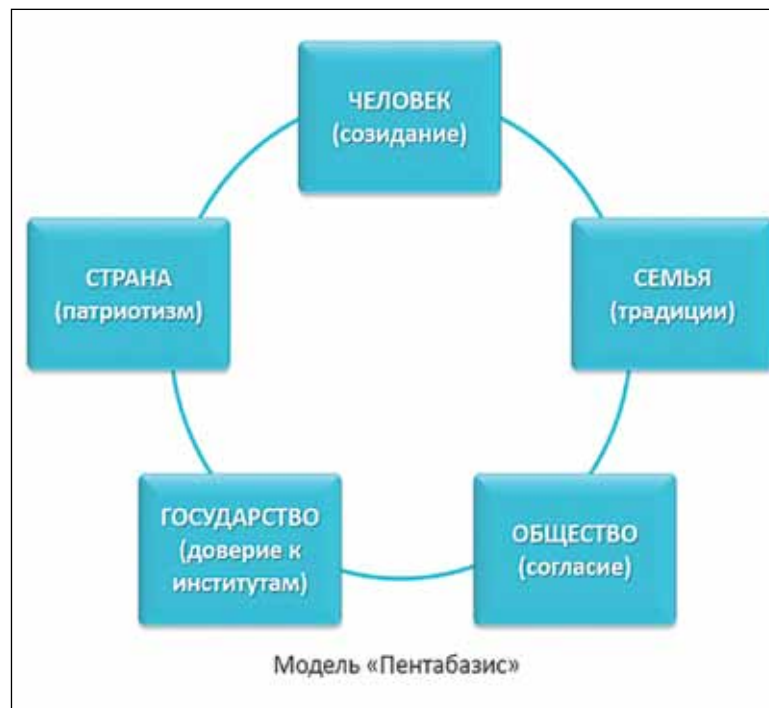 ЧЕЛОВЕК
(созидание)
СТРАНА
(патриотизм)
СЕМЬЯ
(традиции)
ГОСУДАРСТВО
(доверие к
институтам)
ОБЩЕСТВО
(согласие)
Модель «Пентабазис»